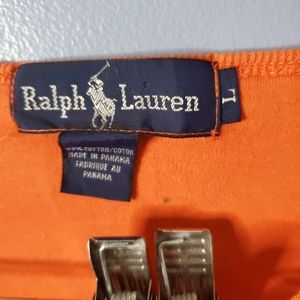 Ralph Lauren
L
COTTON/COTON
MADE IN PANAMA
FABRIQUE AU
PANAMA